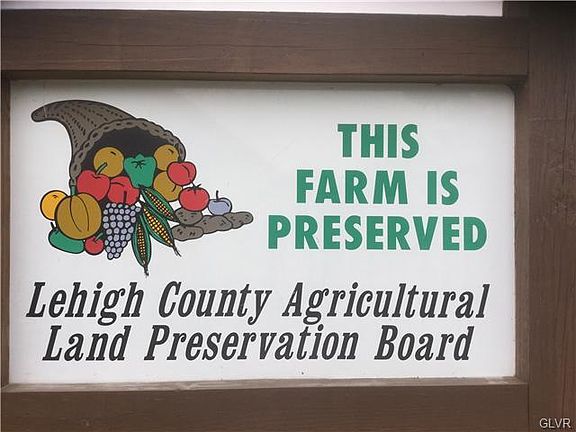 THIS
FARM IS
PRESERVED
Lehigh County Agricultural
Land Preservation Board
GLVR